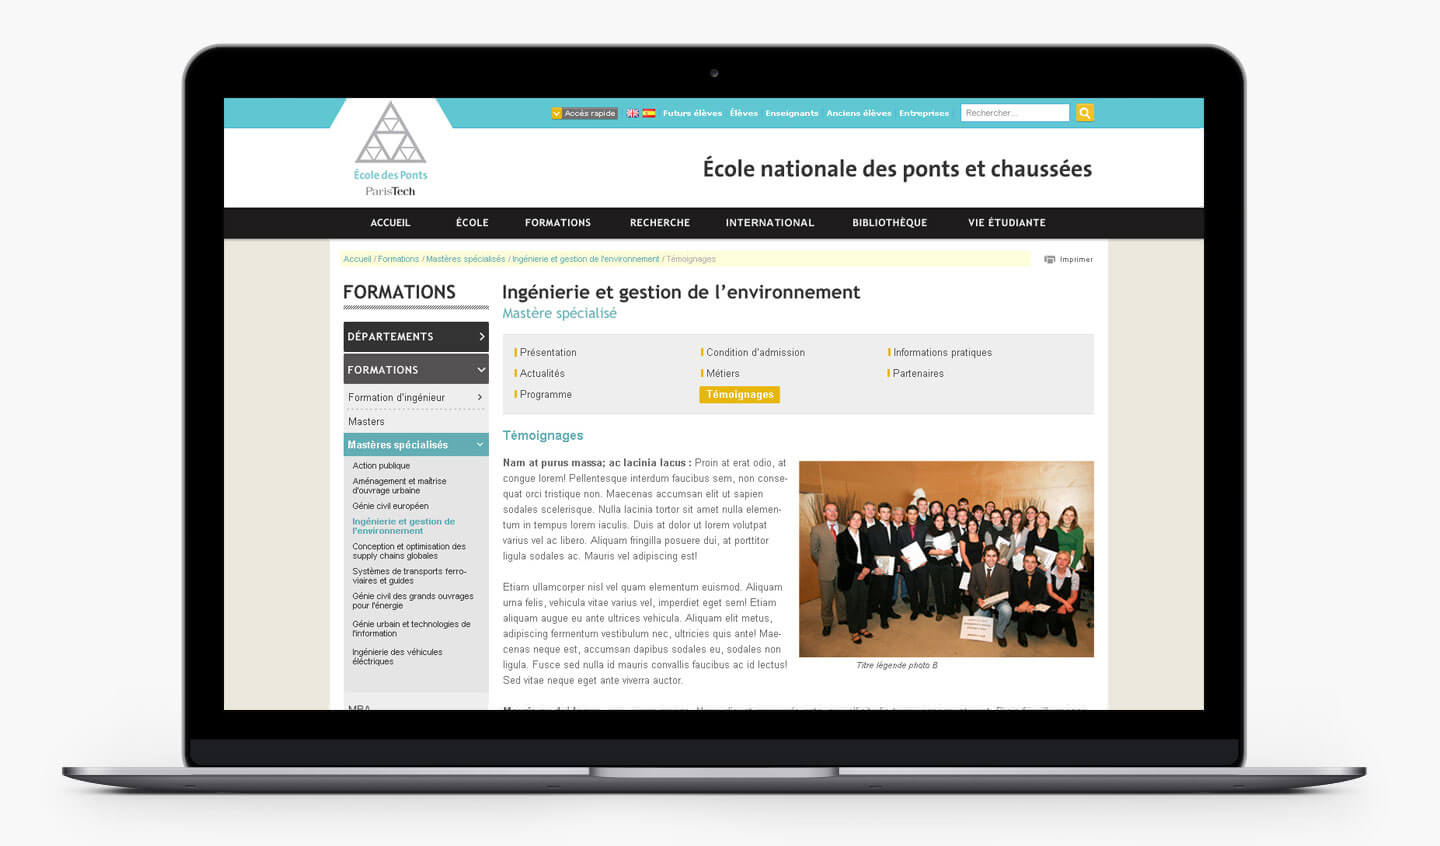 Accès rapide
Futurs élèves
Élèves
Enseignants
Anciens élèves
Entreprises
Rechercher...
École des Ponts
ParisTech
École nationale des ponts et chaussées
ACCUEIL
ÉCOLE
FORMATIONS
RECHERCHE
INTERNATIONAL
BIBLIOTHÈQUE
VIE ÉTUDIANTE
Accueil / Formations / Mastères spécialisés / Ingénierie et gestion de l'environnement / Témoignages
Imprimer
FORMATIONS
DÉPARTEMENTS
FORMATIONS
Formation d'ingénieur
Masters
Mastères spécialisés
Action publique
Aménagement et maîtrise
d'ouvrage urbaine
Génie civil européen
Ingénierie et gestion de
l'environnement
Conception et optimisation des
supply chains globales
Systèmes de transports ferro-
viaires et guides
Génie civil des grands ouvrages
pour l'énergie
Génie urbain et technologies de
l'information
Ingénierie des véhicules
éléctriques
MBA
Ingénierie et gestion de l'environnement
Mastère spécialisé
Présentation
Condition d'admission
Informations pratiques
Actualités
Métiers
Partenaires
Programme
Témoignages
Témoignages
Nam at purus massa; ac lacinia lacus : Proin at erat odio, at
congue lorem! Pellentesque interdum faucibus sem, non conse-
quat orci tristique non. Maecenas accumsan elit ut sapien
sodales scelerisque. Nulla lacinia tortor sit amet nulla elemen-
tum in tempus lorem iaculis. Duis at dolor ut lorem volutpat
varius vel ac libero. Aliquam fringilla posuere dui, at porttitor
ligula sodales ac. Mauris vel adipiscing est!
Etiam ullamcorper nisl vel quam elementum euismod. Aliquam
urna felis, vehicula vitae varius vel, imperdiet eget sem! Etiam
aliquam augue eu ante ultrices vehicula. Aliquam elit metus,
adipiscing fermentum vestibulum nec, ultricies quis ante! Mae-
cenas neque est, accumsan dapibus sodales eu, sodales non
ligula. Fusce sed nulla id mauris convallis faucibus ac id lectus!
Sed vitae neque eget ante viverra auctor.
Titre légende photo B